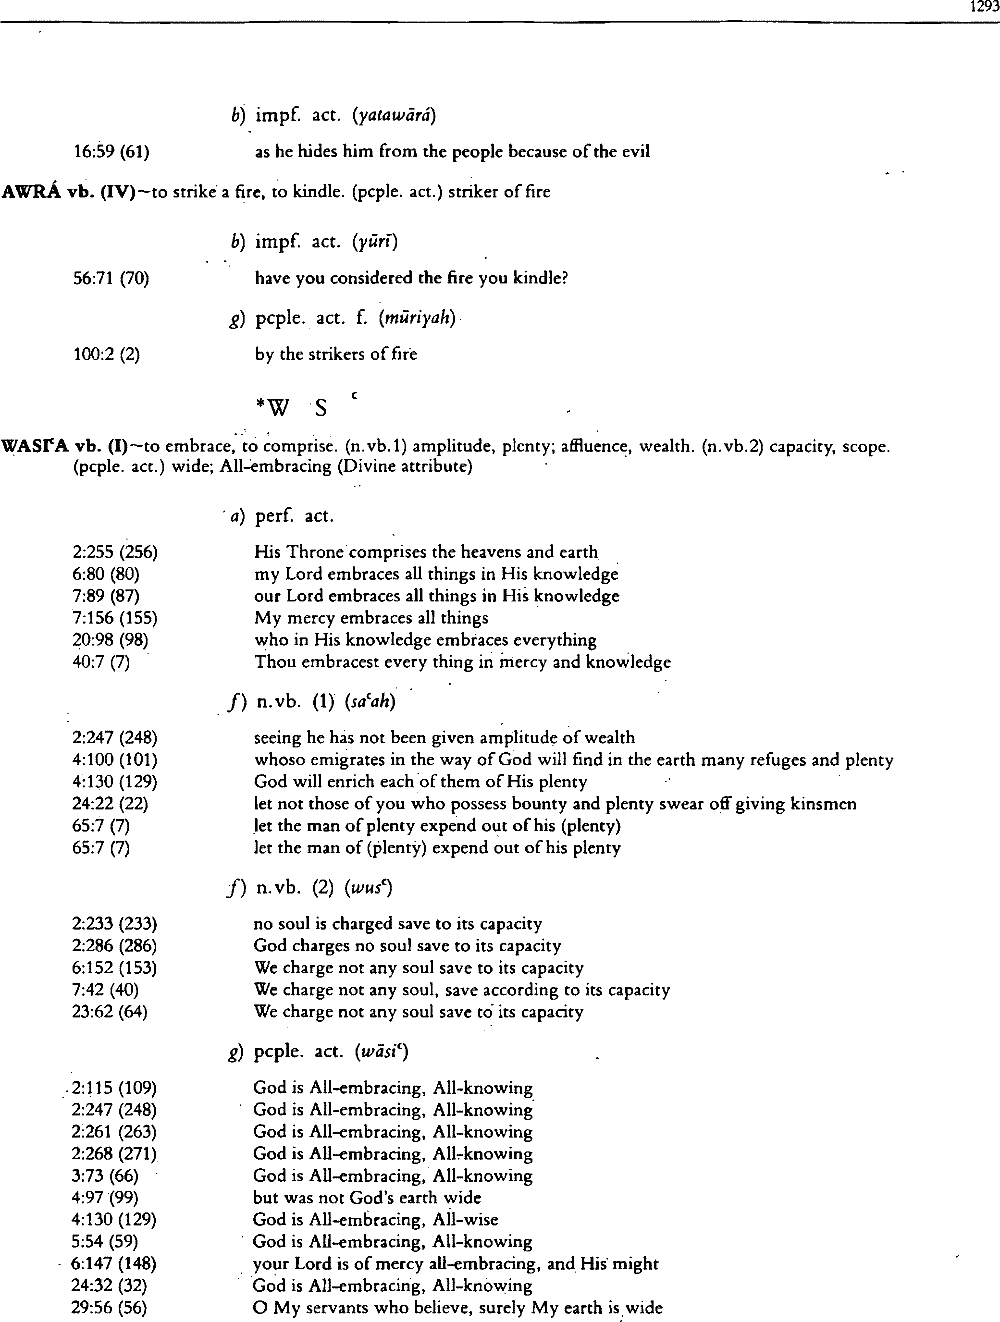 1293
b) impf. act. (yatawārá)
16:59 (61) as he hides him from the people because of the evil
AWRÁ vb. (IV)~to strike a fire, to kindle. (pcple. act.) striker of fire
b) impf. act. (yūrī)
56:71 (70) have you considered the fire you kindle?
g) pcple. act. f. (mūriyah)
100:2 (2) by the strikers of fire
*W S ʿ
WASIʿA vb. (I)~to embrace, to comprise. (n.vb.1) amplitude, plenty; affluence, wealth. (n.vb.2) capacity, scope.
(pcple. act.) wide; All-embracing (Divine attribute)
a) perf. act.
2:255 (256) His Throne comprises the heavens and earth
6:80 (80) my Lord embraces all things in His knowledge
7:89 (87) our Lord embraces all things in His knowledge
7:156 (155) My mercy embraces all things
20:98 (98) who in His knowledge embraces everything
40:7 (7) Thou embracest every thing in mercy and knowledge
f) n.vb. (1) (saʿah)
2:247 (248) seeing he has not been given amplitude of wealth
4:100 (101) whoso emigrates in the way of God will find in the earth many refuges and plenty
4:130 (129) God will enrich each of them of His plenty
24:22 (22) let not those of you who possess bounty and plenty swear off giving kinsmen
65:7 (7) let the man of plenty expend out of his (plenty)
65:7 (7) let the man of (plenty) expend out of his plenty
f) n.vb. (2) (wusʿ)
2:233 (233) no soul is charged save to its capacity
2:286 (286) God charges no soul save to its capacity
6:152 (153) We charge not any soul save to its capacity
7:42 (40) We charge not any soul, save according to its capacity
23:62 (64) We charge not any soul save to its capacity
g) pcple. act. (wāsiʿ)
2:115 (109) God is All-embracing, All-knowing
2:247 (248) God is All-embracing, All-knowing
2:261 (263) God is All-embracing, All-knowing
2:268 (271) God is All-embracing, All-knowing
3:73 (66) God is All-embracing, All-knowing
4:97 (99) but was not God's earth wide
4:130 (129) God is All-embracing, All-wise
5:54 (59) God is All-embracing, All-knowing
6:147 (148) your Lord is of mercy all-embracing, and His might
24:32 (32) God is All-embracing, All-knowing
29:56 (56) O My servants who believe, surely My earth is wide